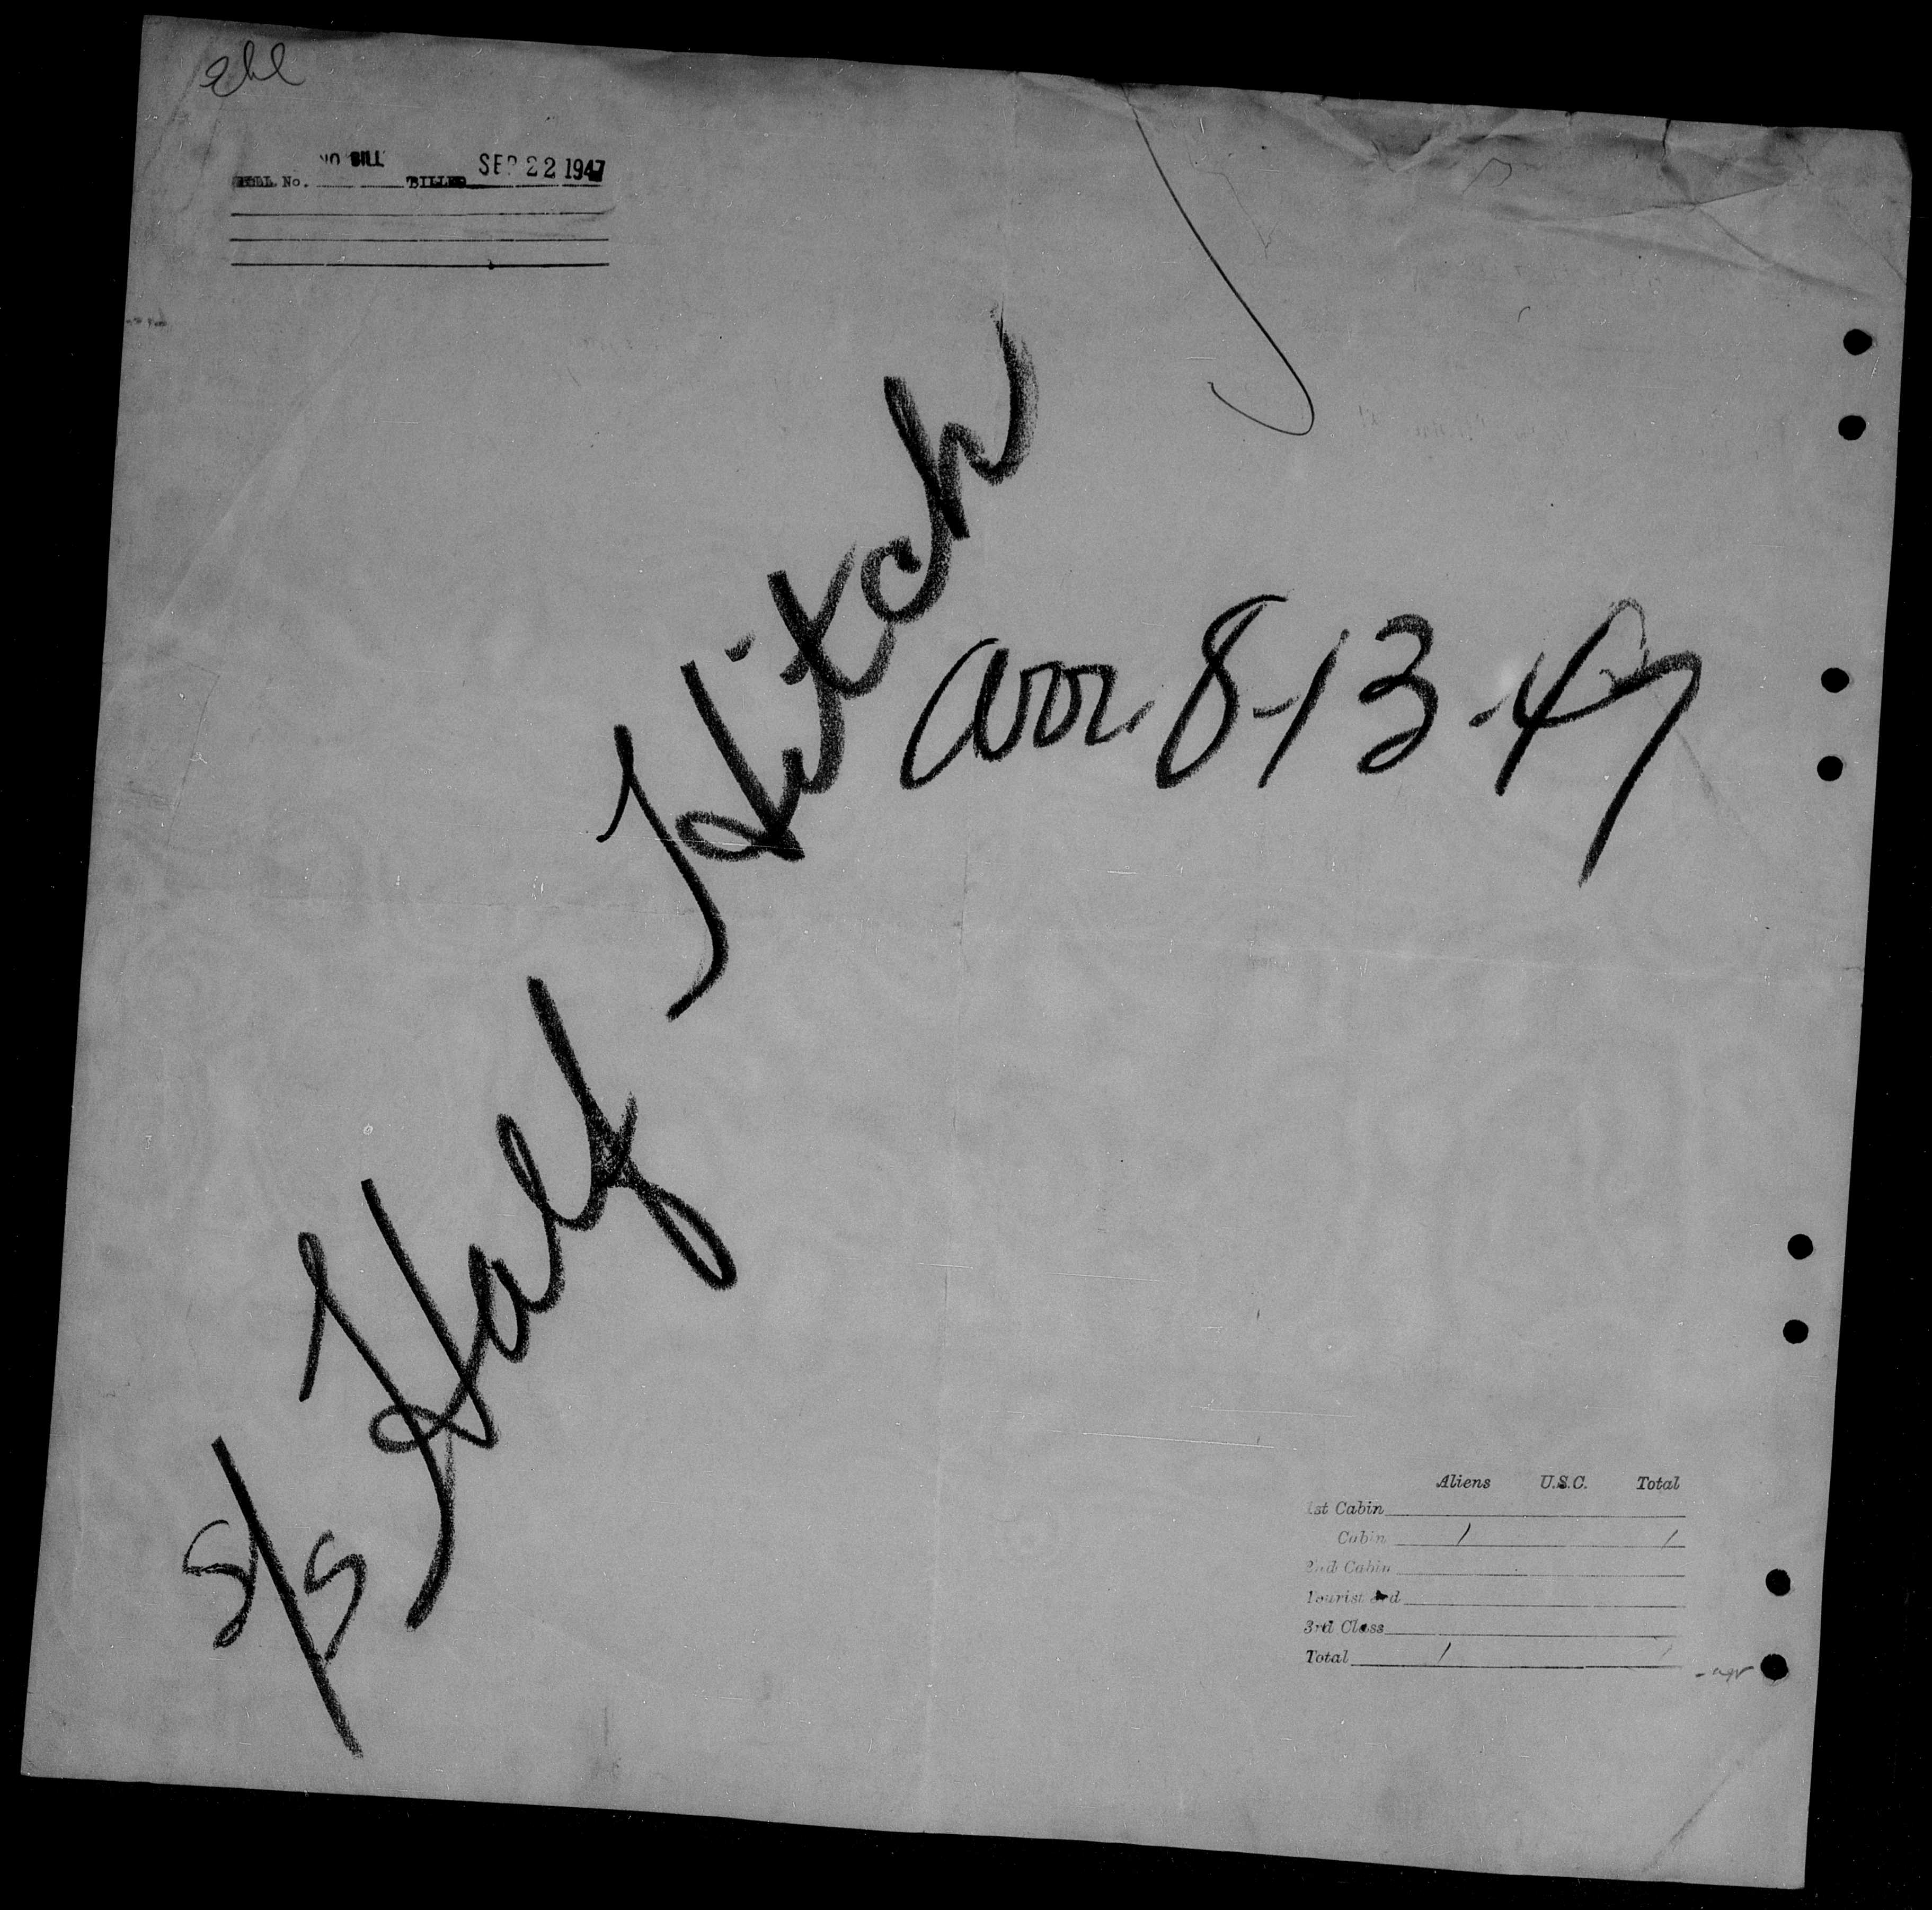 NO BILL SEP 22 1947
BILL No. BILLED
S/S Half Hitch
arr. 8-13-47
Aliens U.S.C. Total
1st Cabin
Cabin 1 1
2nd Cabin
Tourist 3rd
3rd Class
Total 1 1